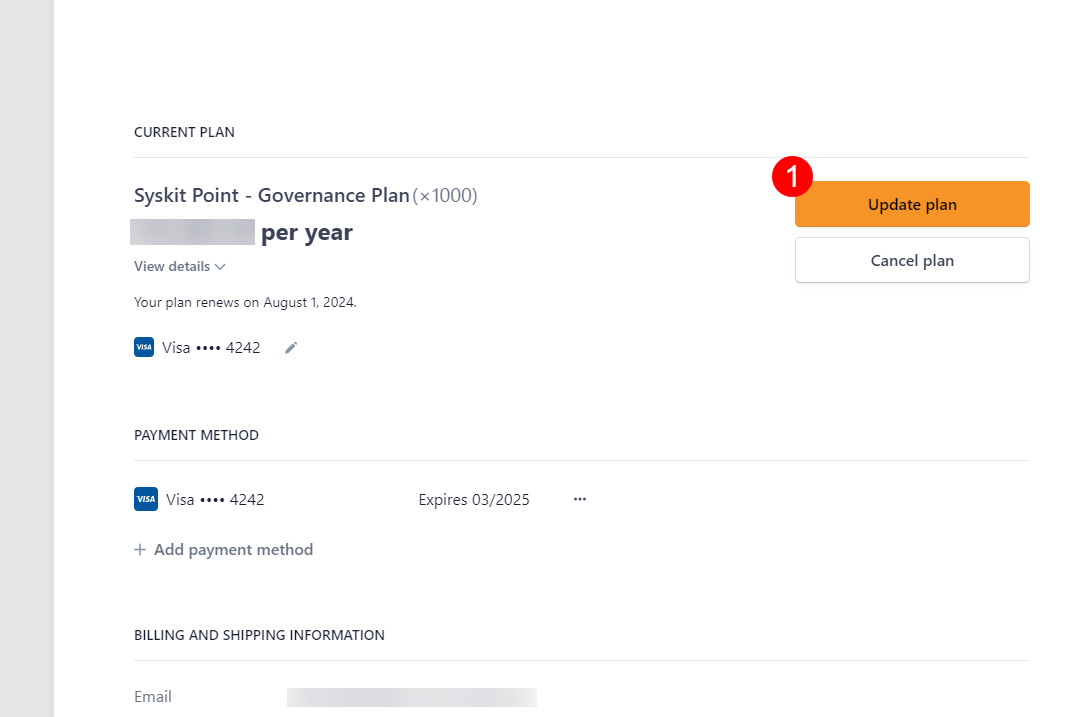 CURRENT PLAN
Syskit Point - Governance Plan (×1000)
1
Update plan
per year
Cancel plan
View details
Your plan renews on August 1, 2024.
VISA Visa •••• 4242
PAYMENT METHOD
VISA Visa •••• 4242 Expires 03/2025 •••
+ Add payment method
BILLING AND SHIPPING INFORMATION
Email